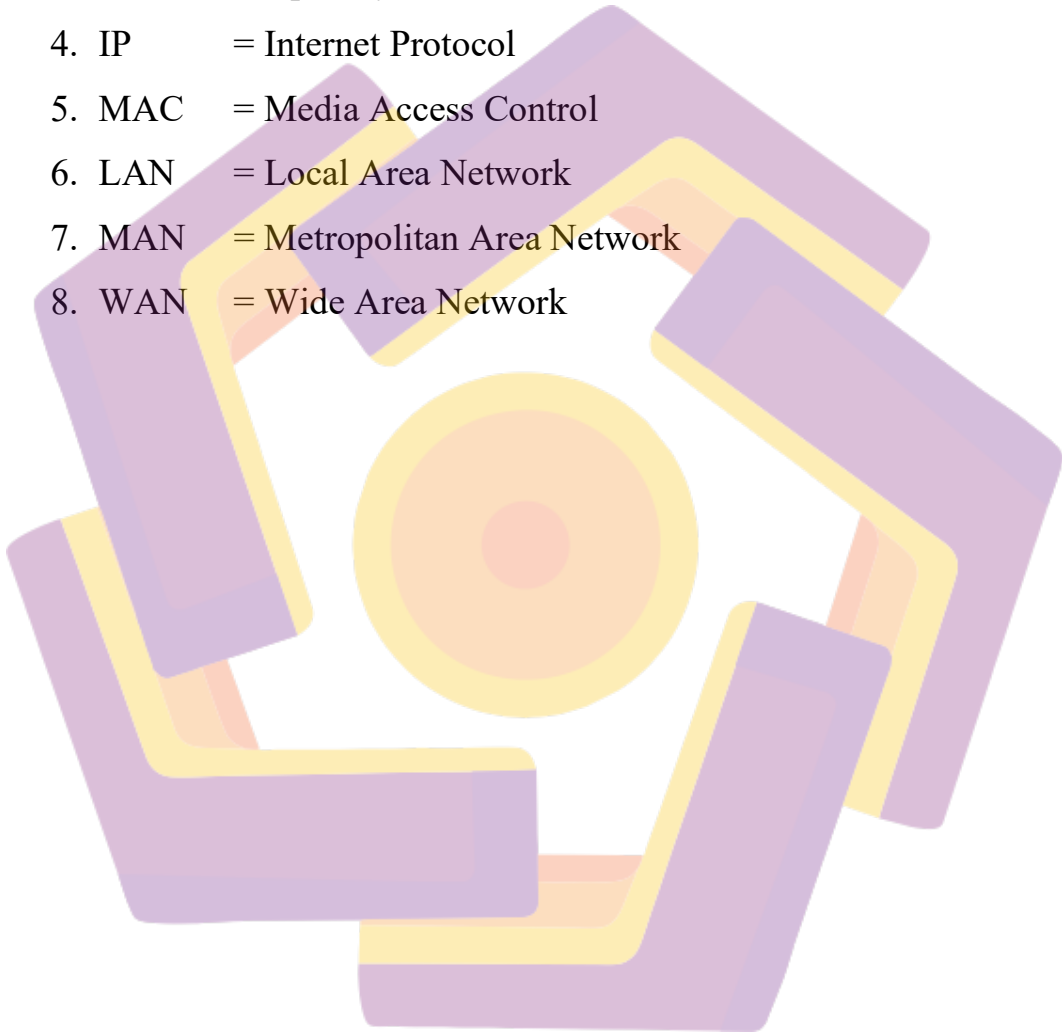 4. IP = Internet Protocol
5. MAC = Media Access Control
6. LAN = Local Area Network
7. MAN = Metropolitan Area Network
8. WAN = Wide Area Network